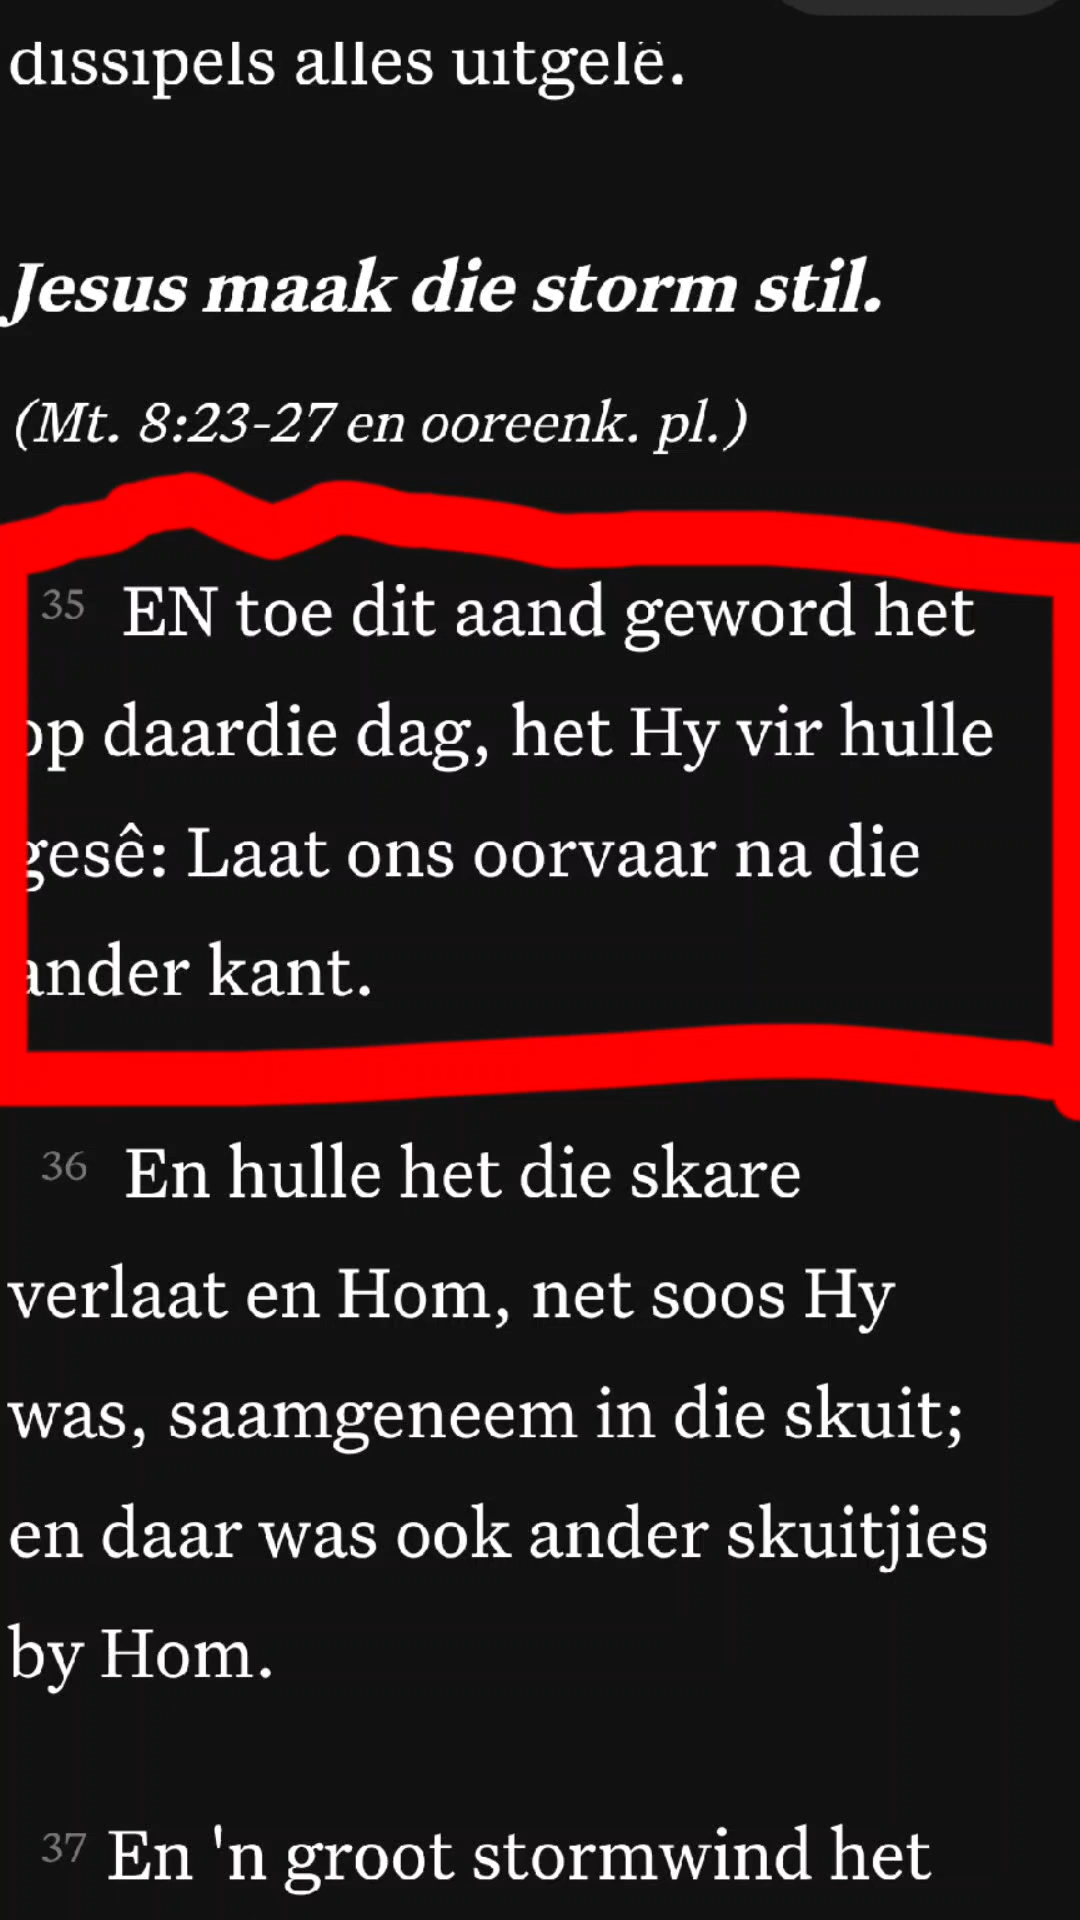 dissipels alles uitgelê.
Jesus maak die storm stil.
(Mt. 8:23-27 en ooreenk. pl.)
35 EN toe dit aand geword het
op daardie dag, het Hy vir hulle
gesê: Laat ons oorvaar na die
ander kant.
36 En hulle het die skare
verlaat en Hom, net soos Hy
was, saamgeneem in die skuit;
en daar was ook ander skuitjies
by Hom.
37 En 'n groot stormwind het